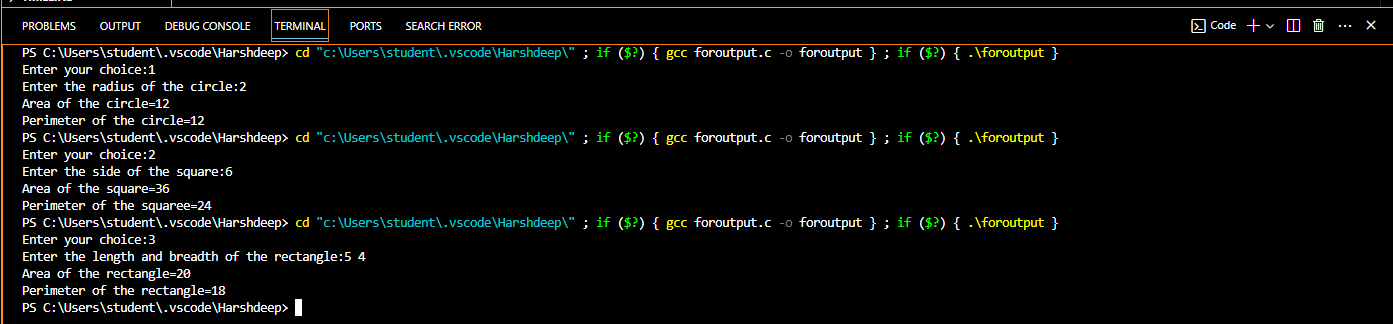 PROBLEMS OUTPUT DEBUG CONSOLE TERMINAL PORTS SEARCH ERROR Code
PS C:\Users\student\.vscode\Harshdeep> cd "c:\Users\student\.vscode\Harshdeep\" ; if ($?) { gcc foroutput.c -o foroutput } ; if ($?) { .\foroutput }
Enter your choice:1
Enter the radius of the circle:2
Area of the circle=12
Perimeter of the circle=12
PS C:\Users\student\.vscode\Harshdeep> cd "c:\Users\student\.vscode\Harshdeep\" ; if ($?) { gcc foroutput.c -o foroutput } ; if ($?) { .\foroutput }
Enter your choice:2
Enter the side of the square:6
Area of the square=36
Perimeter of the squaree=24
PS C:\Users\student\.vscode\Harshdeep> cd "c:\Users\student\.vscode\Harshdeep\" ; if ($?) { gcc foroutput.c -o foroutput } ; if ($?) { .\foroutput }
Enter your choice:3
Enter the length and breadth of the rectangle:5 4
Area of the rectangle=20
Perimeter of the rectangle=18
PS C:\Users\student\.vscode\Harshdeep>